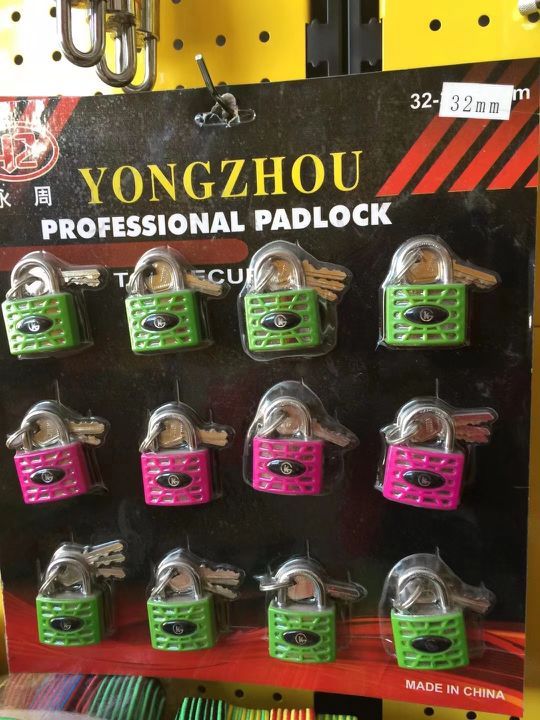 32-
32mm
m
永 周
YONGZHOU
PROFESSIONAL PADLOCK
MADE IN CHINA